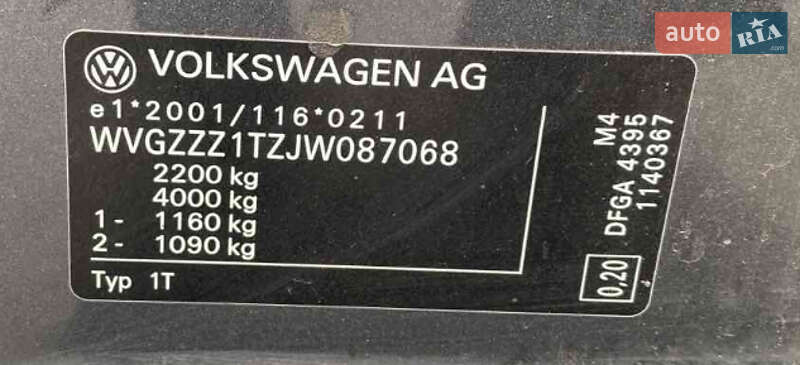 VOLKSWAGEN AG
e1*2001/116*0211
WVGZZZ1TZJW087068
2200 kg
4000 kg
1- 1160 kg
2- 1090 kg
Typ 1T
M4
DFGA 4395
1140367
0,20
auto RIA.com